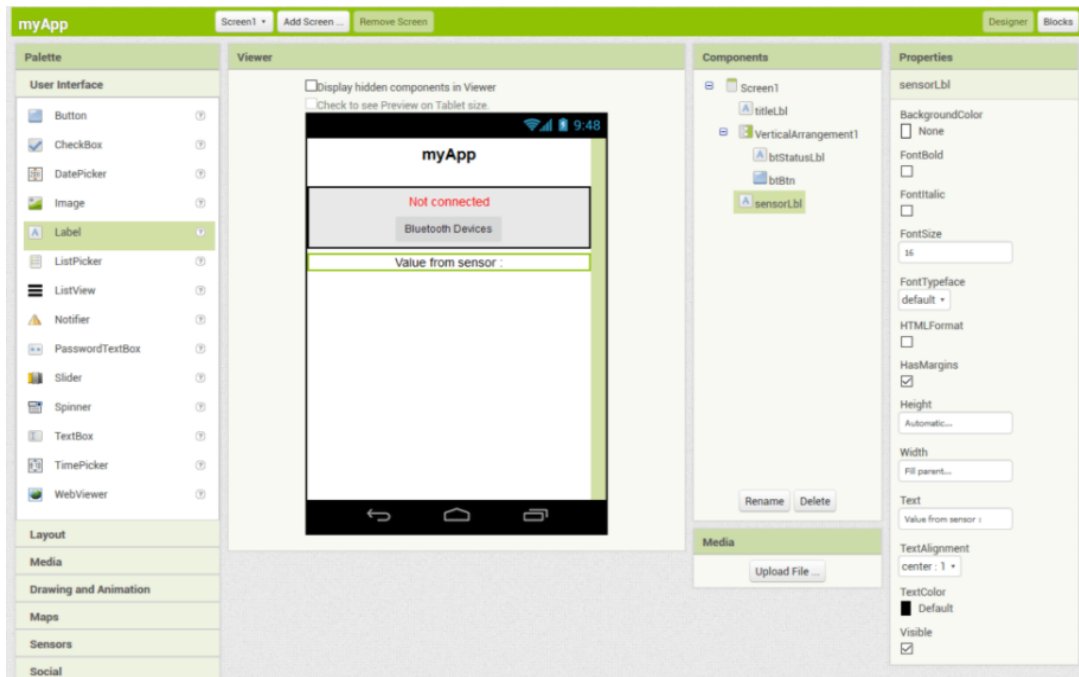 myApp
Screen1
Add Screen ...
Remove Screen
Designer
Blocks
Palette
User Interface
Button
CheckBox
DatePicker
Image
Label
ListPicker
ListView
Notifier
PasswordTextBox
Slider
Spinner
TextBox
TimePicker
WebViewer
Layout
Media
Drawing and Animation
Maps
Sensors
Social
Viewer
Display hidden components in Viewer
Check to see Preview on Tablet size.
9:48
myApp
Not connected
Bluetooth Devices
Value from sensor :
Components
Screen1
titleLbl
VerticalArrangement1
btStatusLbl
btBtn
sensorLbl
Rename
Delete
Media
Upload File ...
Properties
sensorLbl
BackgroundColor
None
FontBold
FontItalic
FontSize
16
FontTypeface
default
HTMLFormat
HasMargins
Height
Automatic...
Width
Fill parent...
Text
Value from sensor :
TextAlignment
center : 1
TextColor
Default
Visible